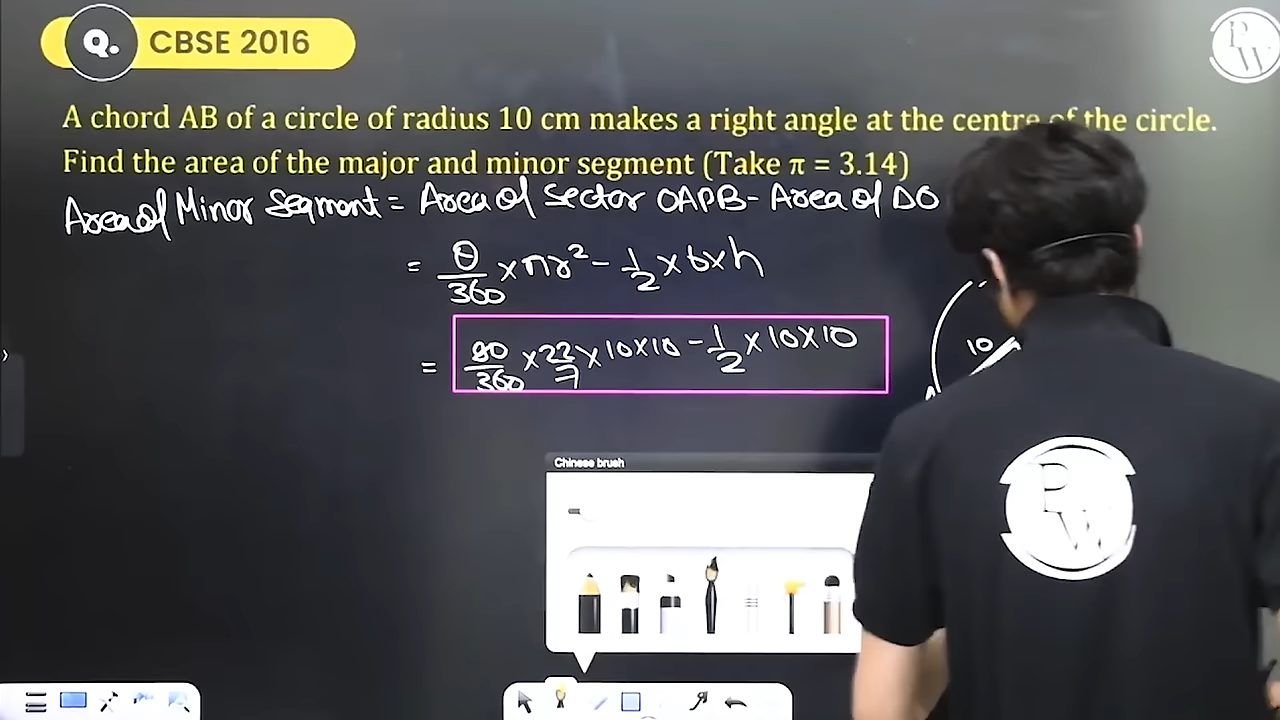 Q. CBSE 2016
PW
A chord AB of a circle of radius 10 cm makes a right angle at the centre of the circle.
Find the area of the major and minor segment (Take π = 3.14)
Area of Minor Segment = Area of Sector OAPB - Area of ΔO
= θ/360 × πr² - 1/2 × b × h
= 90/360 × 22/7 × 10 × 10 - 1/2 × 10 × 10
10
A
Chinese brush
PW